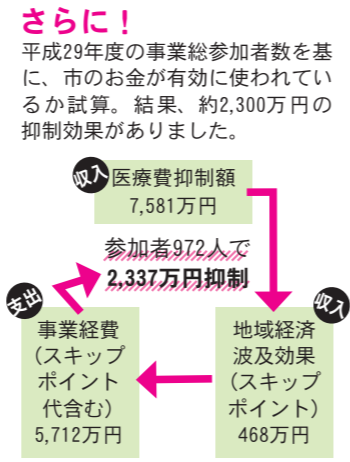 さらに！
平成29年度の事業総参加者数を基
に、市のお金が有効に使われてい
るか試算。結果、約2,300万円の
抑制効果がありました。
収入
医療費抑制額
7,581万円
参加者972人で
2,337万円抑制
支出
事業経費
（スキップ
ポイント
代含む）
5,712万円
収入
地域経済
波及効果
（スキップ
ポイント）
468万円